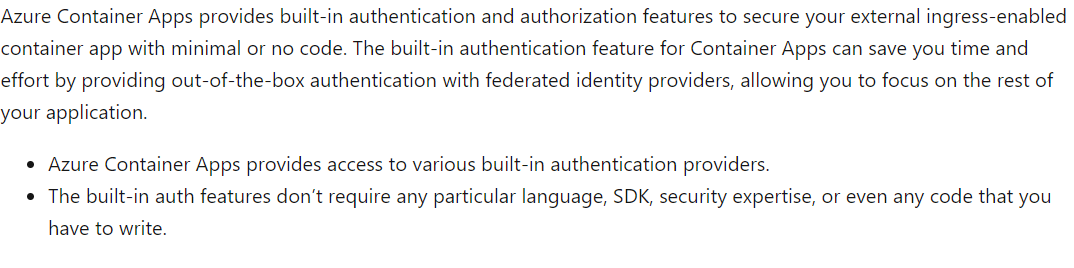 Azure Container Apps provides built-in authentication and authorization features to secure your external ingress-enabled
container app with minimal or no code. The built-in authentication feature for Container Apps can save you time and
effort by providing out-of-the-box authentication with federated identity providers, allowing you to focus on the rest of
your application.
• Azure Container Apps provides access to various built-in authentication providers.
• The built-in auth features don’t require any particular language, SDK, security expertise, or even any code that you
have to write.